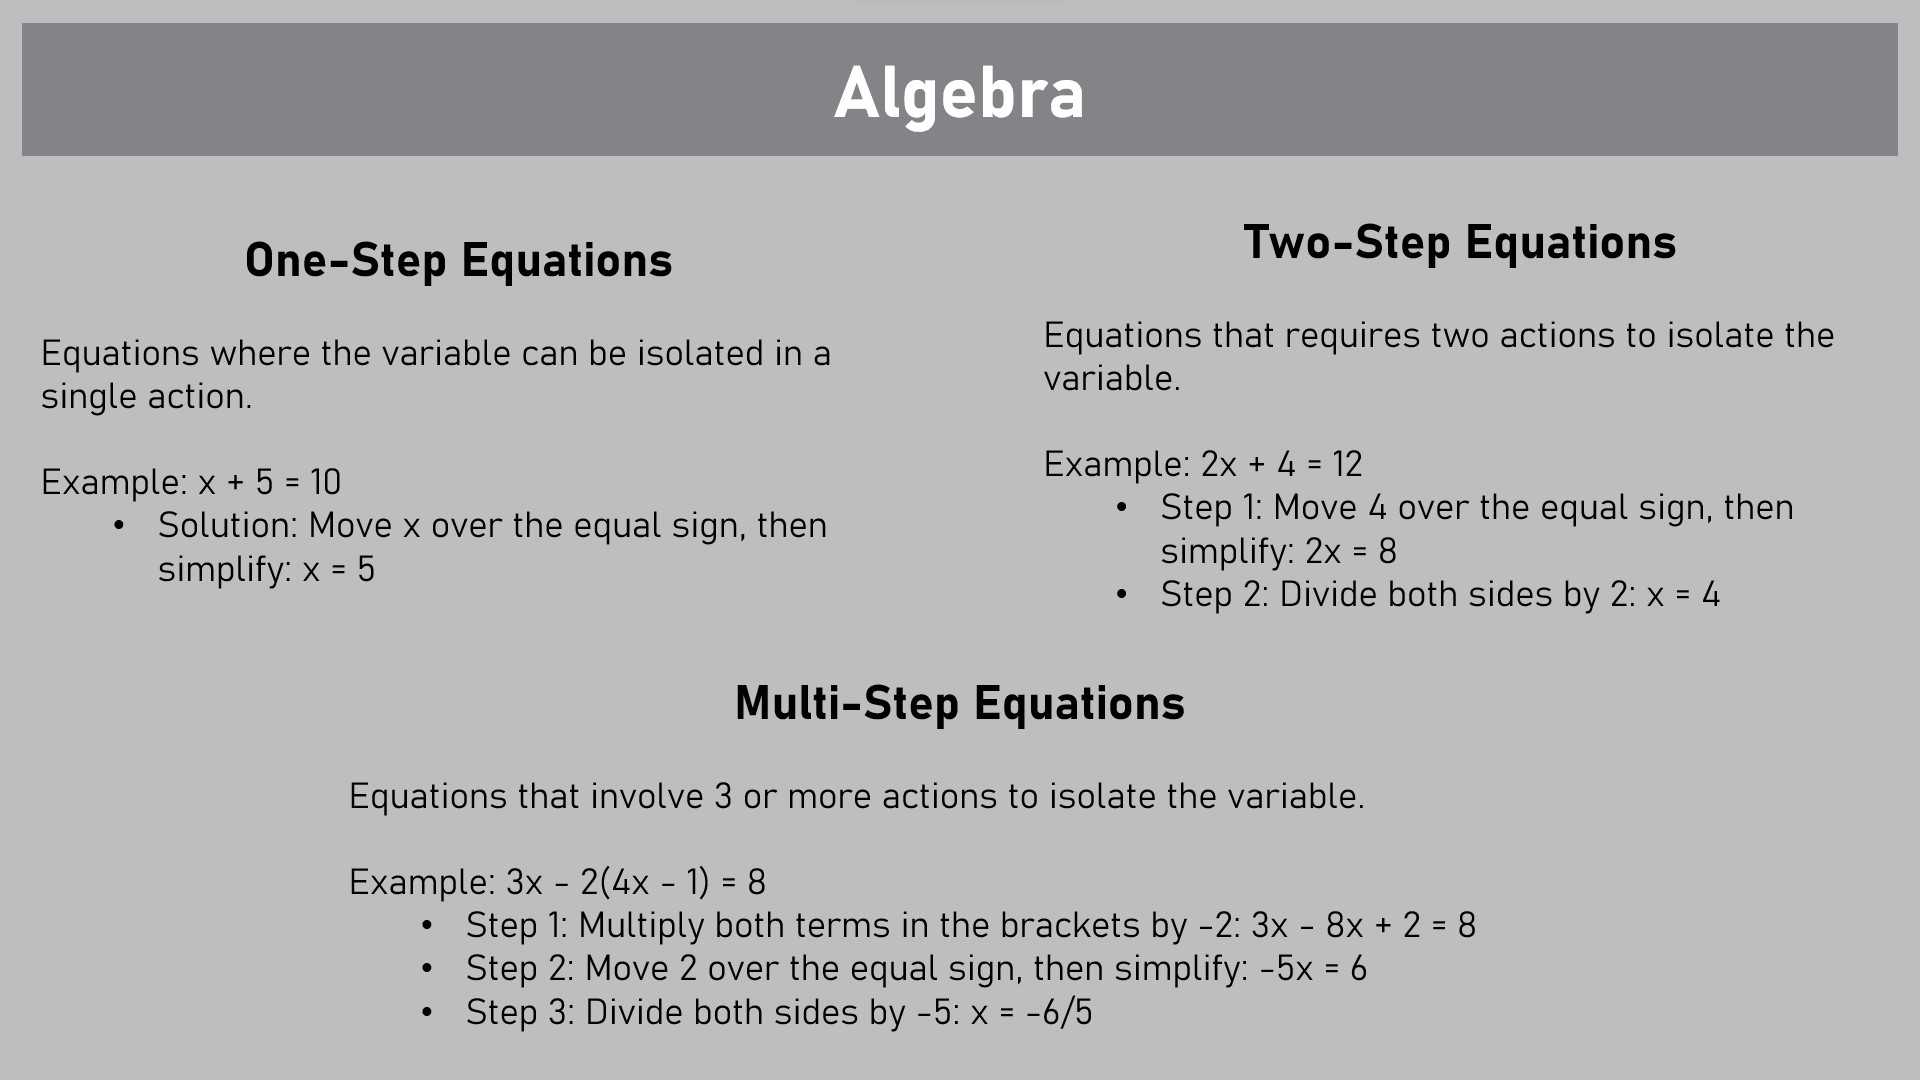 Algebra
One-Step Equations
Equations where the variable can be isolated in a
single action.
Example: x + 5 = 10
• Solution: Move x over the equal sign, then
simplify: x = 5
Two-Step Equations
Equations that requires two actions to isolate the
variable.
Example: 2x + 4 = 12
• Step 1: Move 4 over the equal sign, then
simplify: 2x = 8
• Step 2: Divide both sides by 2: x = 4
Multi-Step Equations
Equations that involve 3 or more actions to isolate the variable.
Example: 3x - 2(4x - 1) = 8
• Step 1: Multiply both terms in the brackets by -2: 3x - 8x + 2 = 8
• Step 2: Move 2 over the equal sign, then simplify: -5x = 6
• Step 3: Divide both sides by -5: x = -6/5